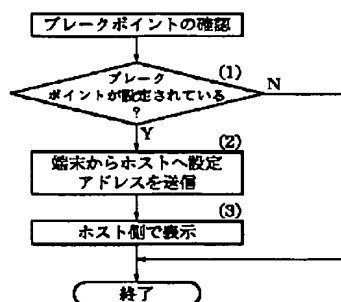 ブレークポイントの確認
(1)
ブレーク
ポイントが設定されている
?
N
Y
(2)
端末からホストへ設定
アドレスを送信
(3)
ホスト側で表示
終了